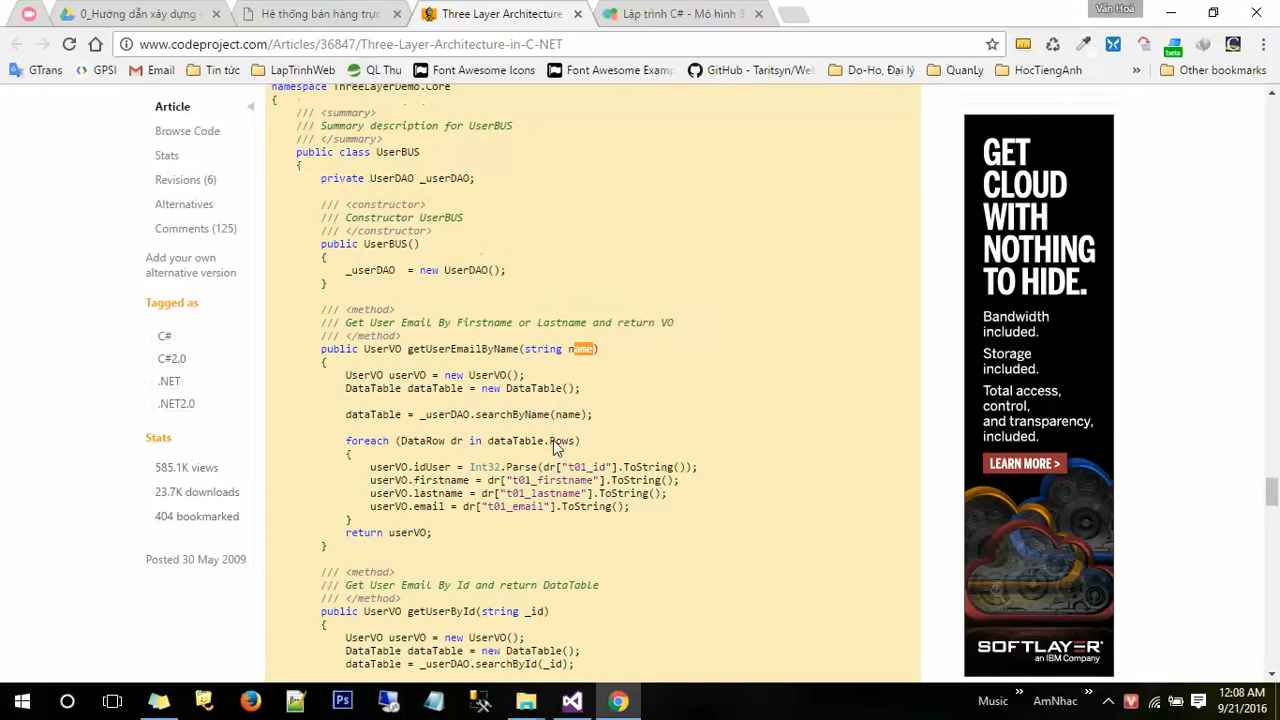 0_Hướng dẫn xây dựng
Hệ thống bán hàng trực
Three Layer Architecture
Lập trình C# - Mô hình 3
Văn Hoà
www.codeproject.com/Articles/36847/Three-Layer-Architecture-in-C-NET
GTrans
GPSI
Email
Tin tức
LapTrinhWeb
QL Thu
Font Awesome Icons
Font Awesome Examp
GitHub - Taritsyn/Web
Do-Ho, Đại lý
QuanLy
HocTiengAnh
»
Other bookmarks
beta
Article
Browse Code
Stats
Revisions (6)
Alternatives
Comments (125)
Add your own
alternative version
Tagged as
C#
C#2.0
.NET
.NET2.0
Stats
585.1K views
23.7K downloads
404 bookmarked
Posted 30 May 2009
namespace ThreeLayerDemo.Core
{
/// <summary>
/// Summary description for UserBUS
/// </summary>
public class UserBUS
{
private UserDAO _userDAO;
/// <constructor>
/// Constructor UserBUS
/// </constructor>
public UserBUS()
{
_userDAO  = new UserDAO();
}
/// <method>
/// Get User Email By Firstname or Lastname and return VO
/// </method>
public UserVO getUserEmailByName(string name)
{
UserVO userVO = new UserVO();
DataTable dataTable = new DataTable();
dataTable = _userDAO.searchByName(name);
foreach (DataRow dr in dataTable.Rows)
{
userVO.idUser = Int32.Parse(dr["t01_id"].ToString());
userVO.firstname = dr["t01_firstname"].ToString();
userVO.lastname = dr["t01_lastname"].ToString();
userVO.email = dr["t01_email"].ToString();
}
return userVO;
}
/// <method>
/// Get User Email By Id and return DataTable
/// </method>
public UserVO getUserById(string _id)
{
UserVO userVO = new UserVO();
DataTable dataTable = new DataTable();
dataTable = _userDAO.searchById(_id);
GET
CLOUD
WITH
NOTHING
TO HIDE.
Bandwidth
included.
Storage
included.
Total access,
control,
and transparency,
included.
LEARN MORE >
SOFTLAYER
an IBM Company
Ps
Music
»
AmNhac
»
V
12:08 AM
9/21/2016